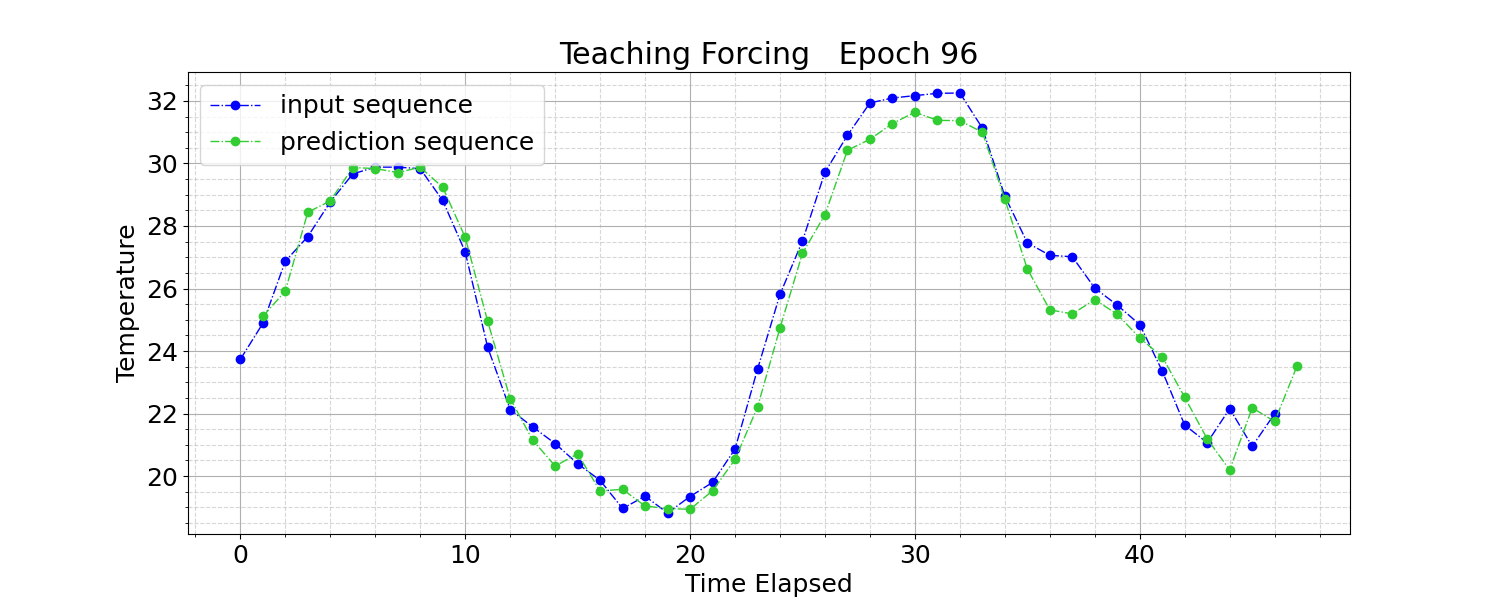 Teaching Forcing   Epoch 96
input sequence
prediction sequence
32
30
28
26
24
22
20
Temperature
0 10 20 30 40
Time Elapsed